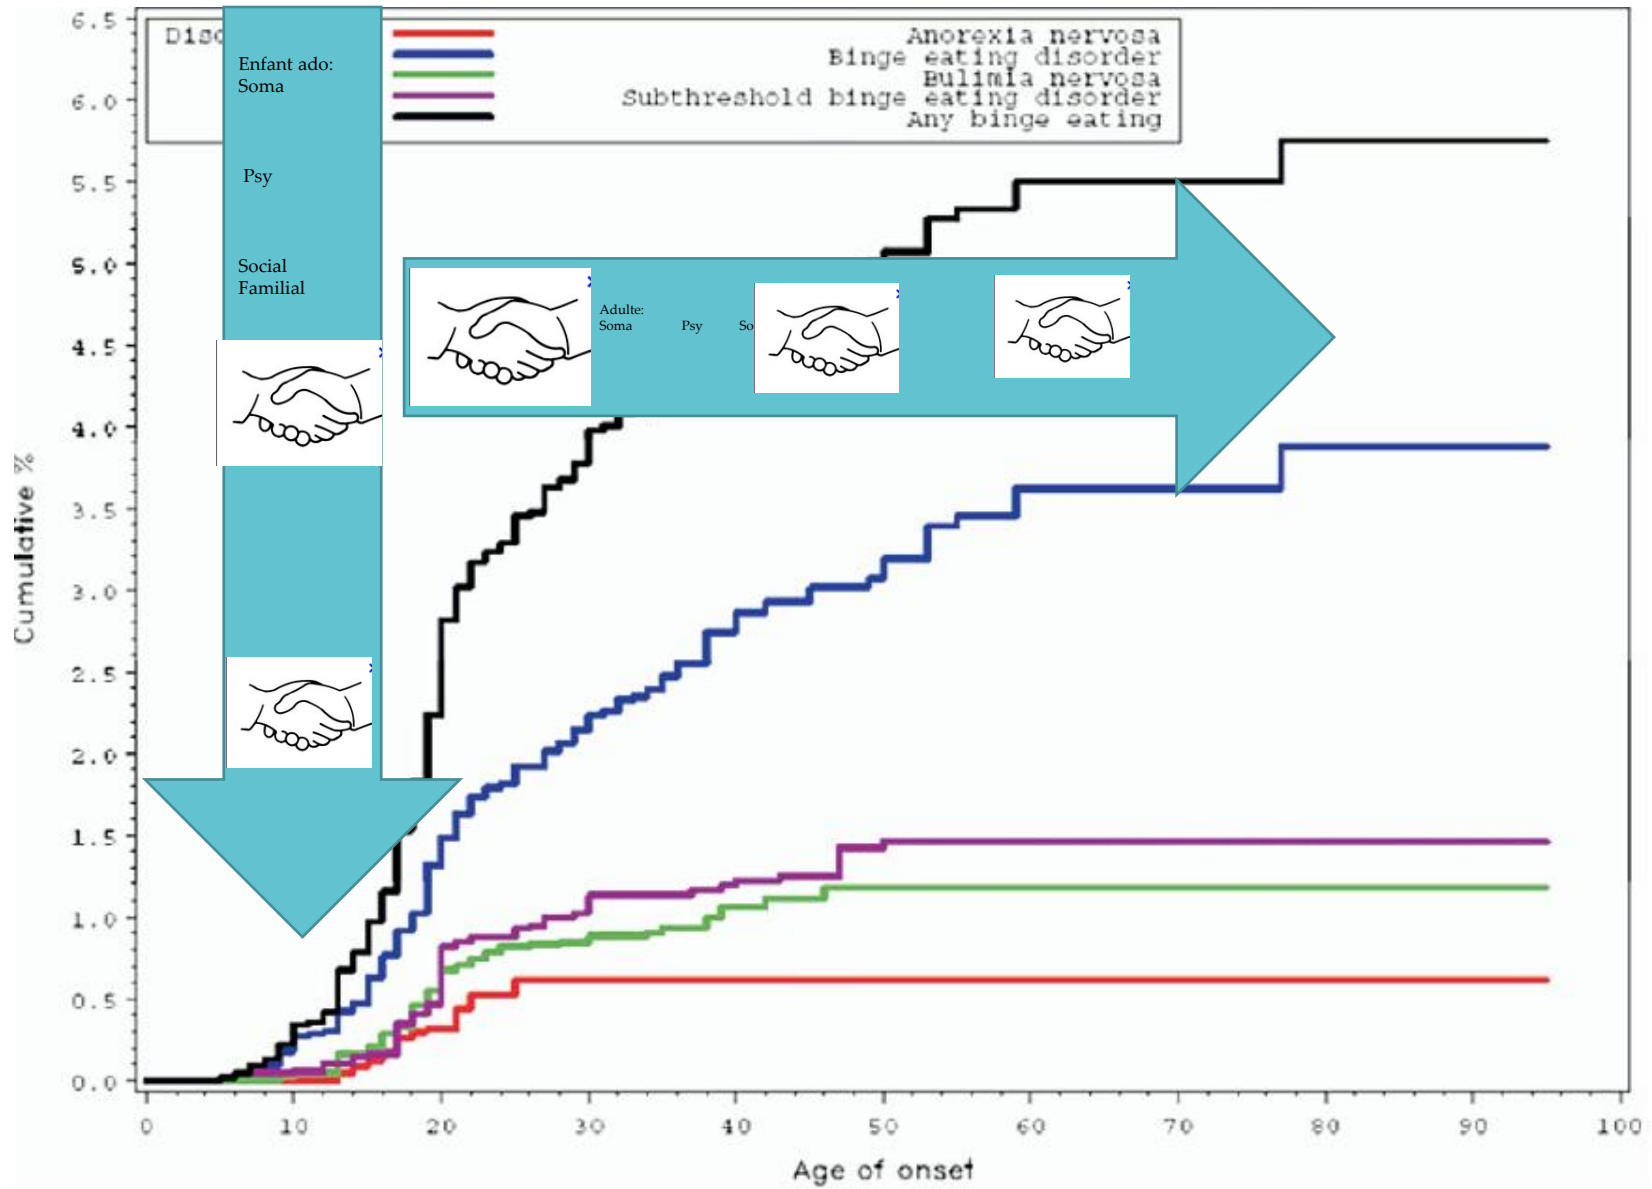 Anorexia nervosa
Binge eating disorder
Bulimia nervosa
Subthreshold binge eating disorder
Any binge eating
Enfant ado:
Soma
Psy
Social
Familial
Adulte:
Soma Psy
Cumulative %
6.5
6.0
5.5
5.0
4.5
4.0
3.5
3.0
2.5
2.0
1.5
1.0
0.5
0.0
0 10 20 30 40 50 60 70 80 90 100
Age of onset